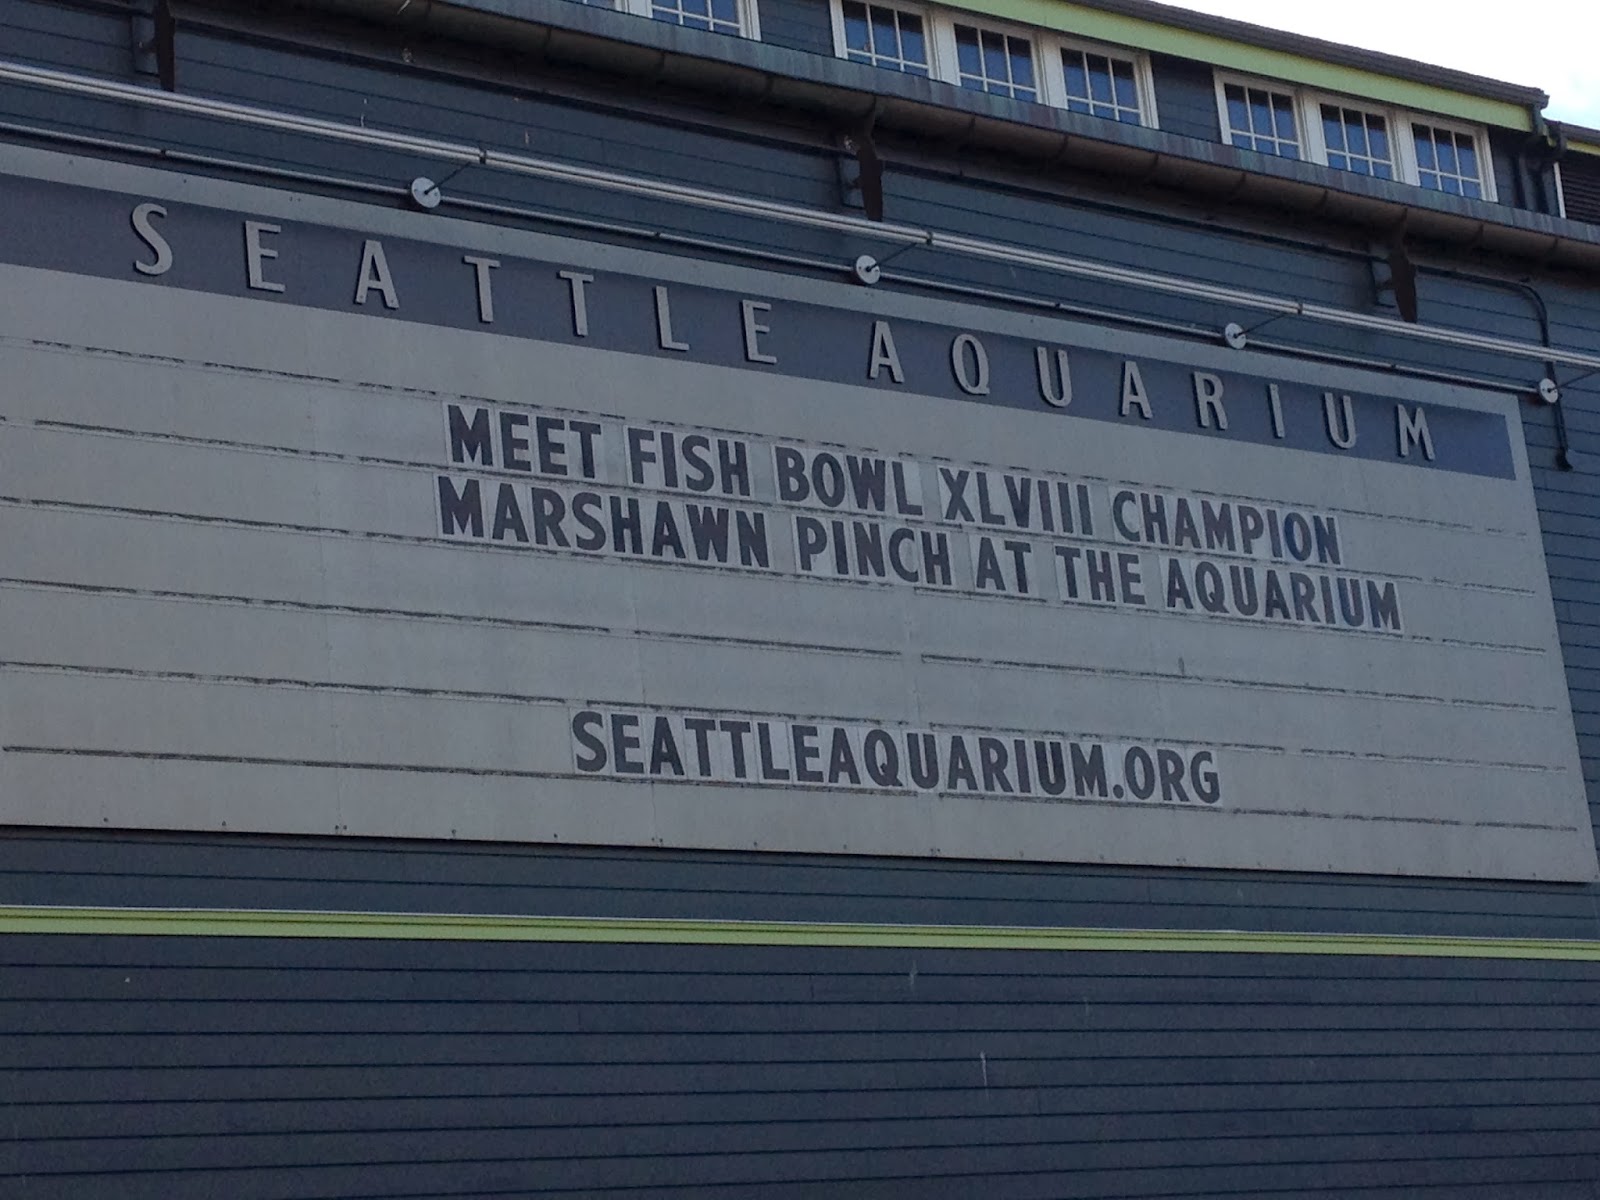 SEATTLE AQUARIUM
MEET FISH BOWL XLVIII CHAMPION
MARSHAWN PINCH AT THE AQUARIUM
SEATTLEAQUARIUM.ORG